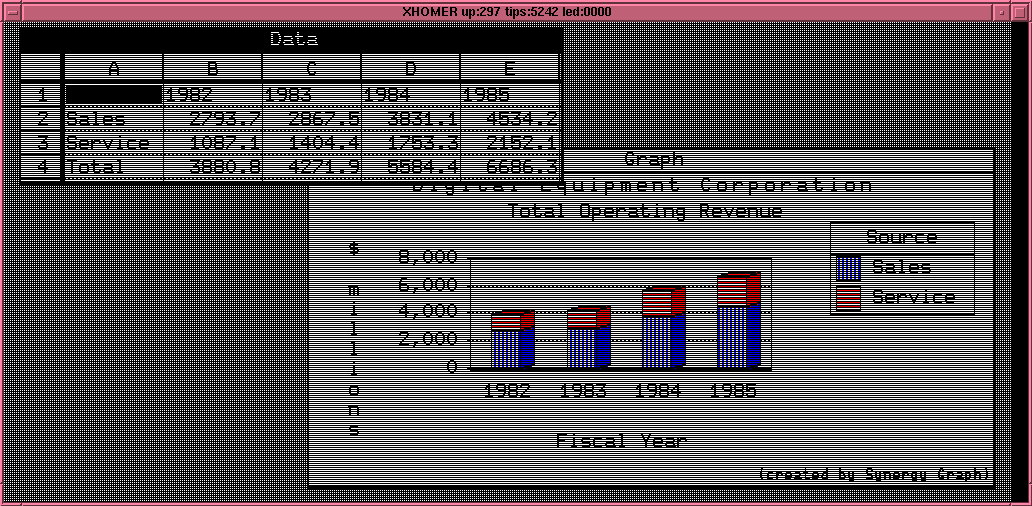 XHOMER up:297 tips:5242 led:0000
Data
A B C D E
1 1982 1983 1984 1985
2 Sales 2793.7 2867.5 3831.1 4534.2
3 Service 1087.1 1404.4 1753.3 2152.1
4 Total 3880.8 4271.9 5584.4 6686.3
Graph
Digital Equipment Corporation
Total Operating Revenue
Source
Sales
Service
$ millions
8,000
6,000
4,000
2,000
0
1982 1983 1984 1985
Fiscal Year
(created by Synergy Graph)